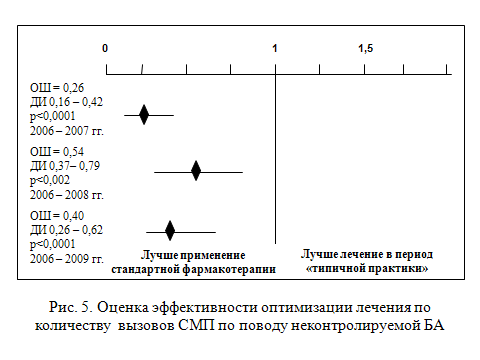 0 1 1,5
ОШ = 0,26
ДИ 0,16 – 0,42
р<0,0001
2006 – 2007 гг.
ОШ = 0,54
ДИ 0,37– 0,79
р<0,002
2006 – 2008 гг.
ОШ = 0,40
ДИ 0,26 – 0,62
р<0,0001
2006 – 2009 гг.
Лучше применение
стандартной фармакотерапии
Лучше лечение в период
«типичной практики»
Рис. 5. Оценка эффективности оптимизации лечения по
количеству вызовов СМП по поводу неконтролируемой БА